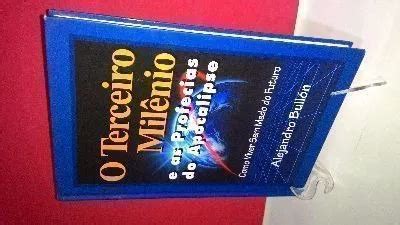 O Terceiro
Milênio
e as Profecias
do Apocalipse
Como Viver Sem Medo do Futuro
Alejandro Bullón